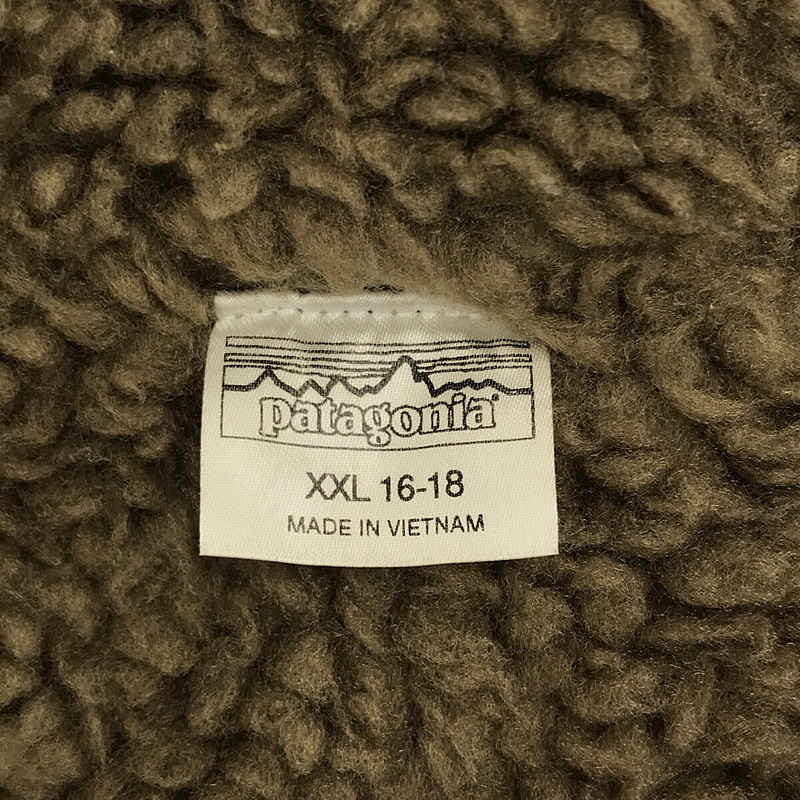 patagonia®
XXL 16-18
MADE IN VIETNAM